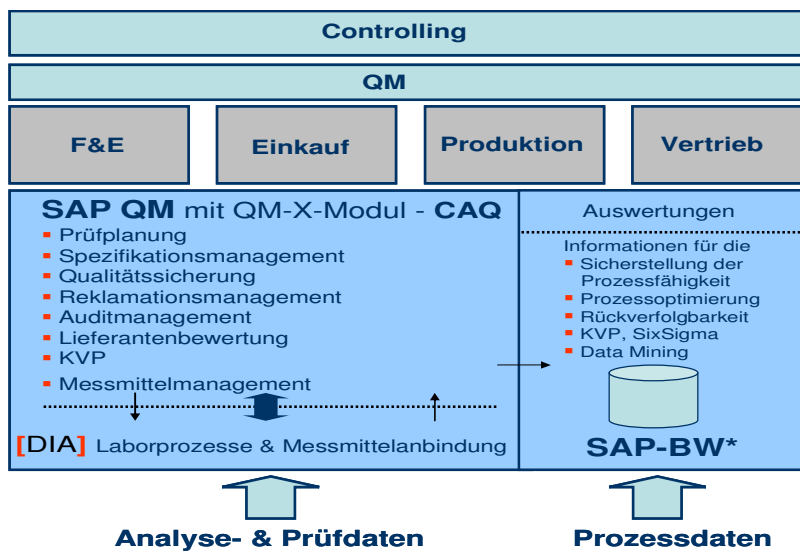 Controlling
QM
F&E
Einkauf
Produktion
Vertrieb
SAP QM mit QM-X-Modul - CAQ
Prüfplanung
Spezifikationsmanagement
Qualitätssicherung
Reklamationsmanagement
Auditmanagement
Lieferantenbewertung
KVP
Messmittelmanagement
[DIA] Laborprozesse & Messmittelanbindung
Auswertungen
Informationen für die
Sicherstellung der
Prozessfähigkeit
Prozessoptimierung
Rückverfolgbarkeit
KVP, SixSigma
Data Mining
SAP-BW*
Analyse- & Prüfdaten
Prozessdaten